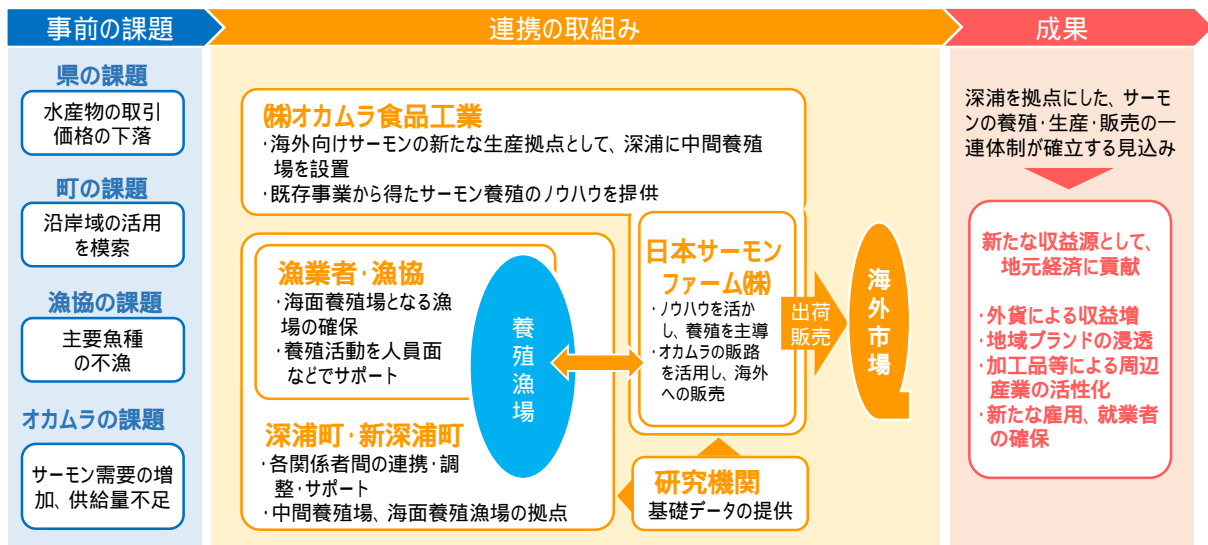 事前の課題
連携の取組み
成果
県の課題
水産物の取引
価格の下落
町の課題
沿岸域の活用
を模索
漁協の課題
主要魚種
の不漁
オカムラの課題
サーモン需要の増
加、供給量不足
㈱オカムラ食品工業
・海外向けサーモンの新たな生産拠点として、深浦に中間養殖
場を設置
・既存事業から得たサーモン養殖のノウハウを提供
漁業者・漁協
・海面養殖場となる漁
場の確保
・養殖活動を人員面
などでサポート
養殖漁場
深浦町・新深浦町
・各関係者間の連携・調
整・サポート
・中間養殖場、海面養殖漁場の拠点
日本サーモン
ファーム㈱
・ノウハウを活か
し、養殖を主導
・オカムラの販路
を活用し、海外
への販売
出荷
販売
海外市場
研究機関
基礎データの提供
深浦を拠点にした、サーモ
ンの養殖・生産・販売の一
連体制が確立する見込み
新たな収益源として、
地元経済に貢献
・外貨による収益増
・地域ブランドの浸透
・加工品等による周辺
産業の活性化
・新たな雇用、就業者
の確保